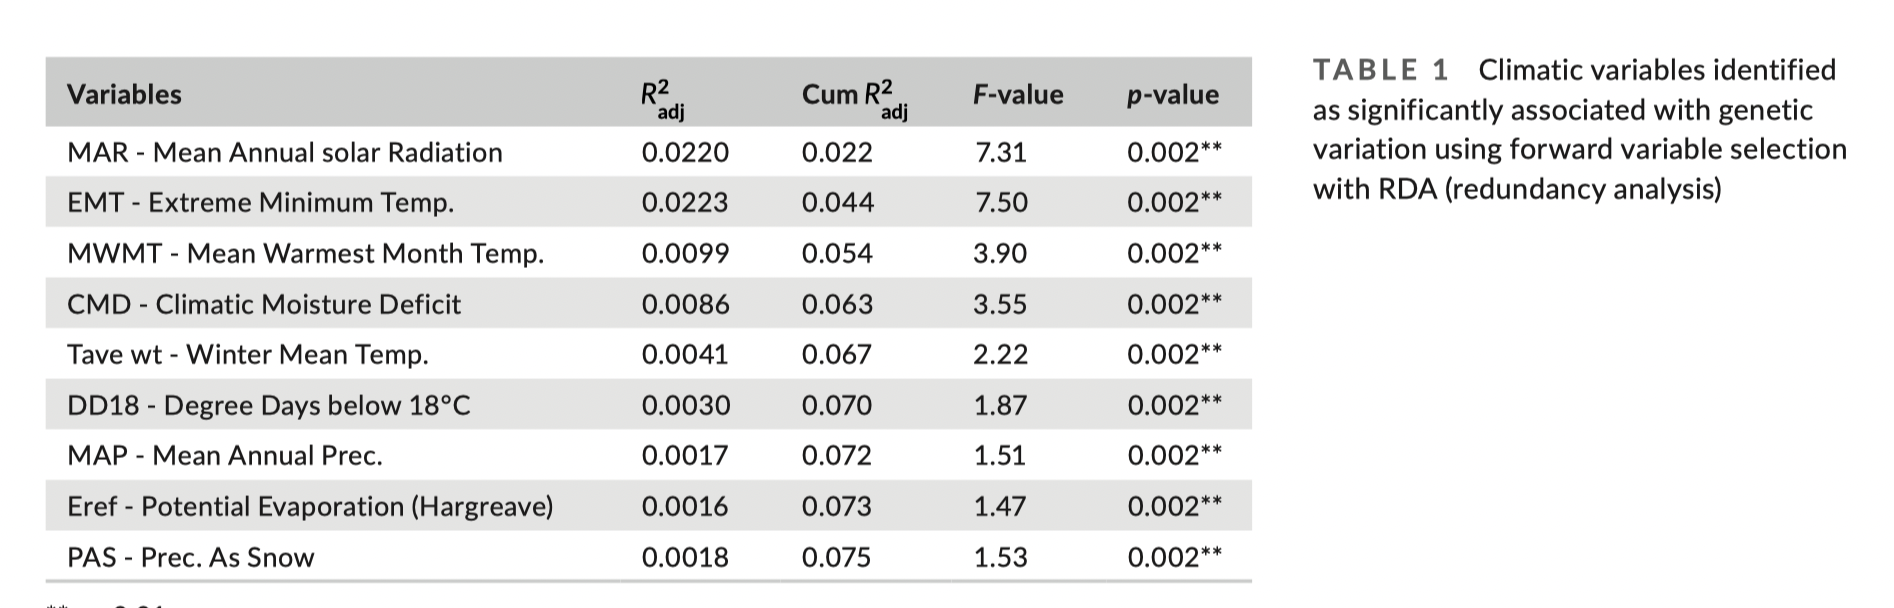 Variables R²adj Cum R²adj F-value p-value
MAR - Mean Annual solar Radiation 0.0220 0.022 7.31 0.002**
EMT - Extreme Minimum Temp. 0.0223 0.044 7.50 0.002**
MWMT - Mean Warmest Month Temp. 0.0099 0.054 3.90 0.002**
CMD - Climatic Moisture Deficit 0.0086 0.063 3.55 0.002**
Tave wt - Winter Mean Temp. 0.0041 0.067 2.22 0.002**
DD18 - Degree Days below 18°C 0.0030 0.070 1.87 0.002**
MAP - Mean Annual Prec. 0.0017 0.072 1.51 0.002**
Eref - Potential Evaporation (Hargreave) 0.0016 0.073 1.47 0.002**
PAS - Prec. As Snow 0.0018 0.075 1.53 0.002**
TABLE 1 Climatic variables identified
as significantly associated with genetic
variation using forward variable selection
with RDA (redundancy analysis)